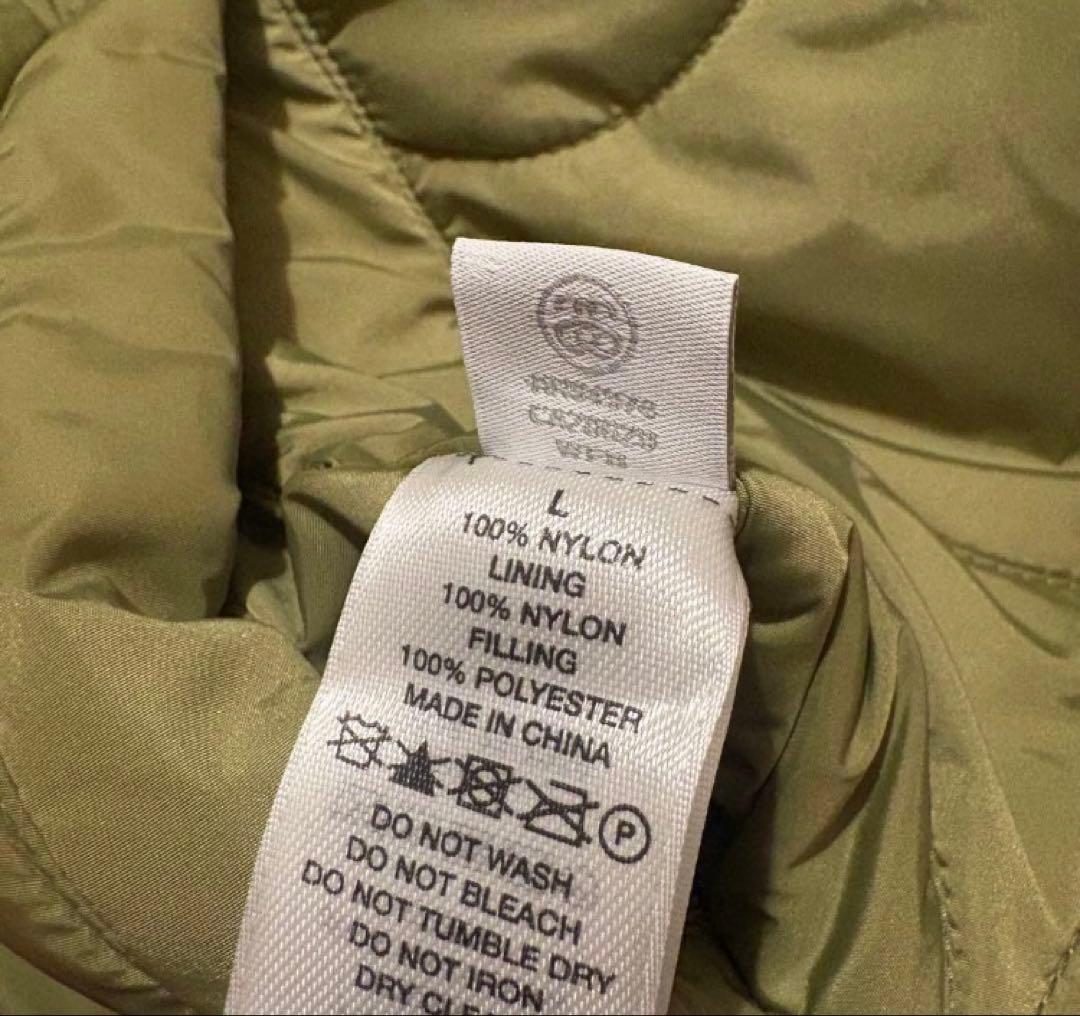 L
100% NYLON
LINING
100% NYLON
FILLING
100% POLYESTER
MADE IN CHINA
P
DO NOT WASH
DO NOT BLEACH
DO NOT TUMBLE DRY
DO NOT IRON
DRY